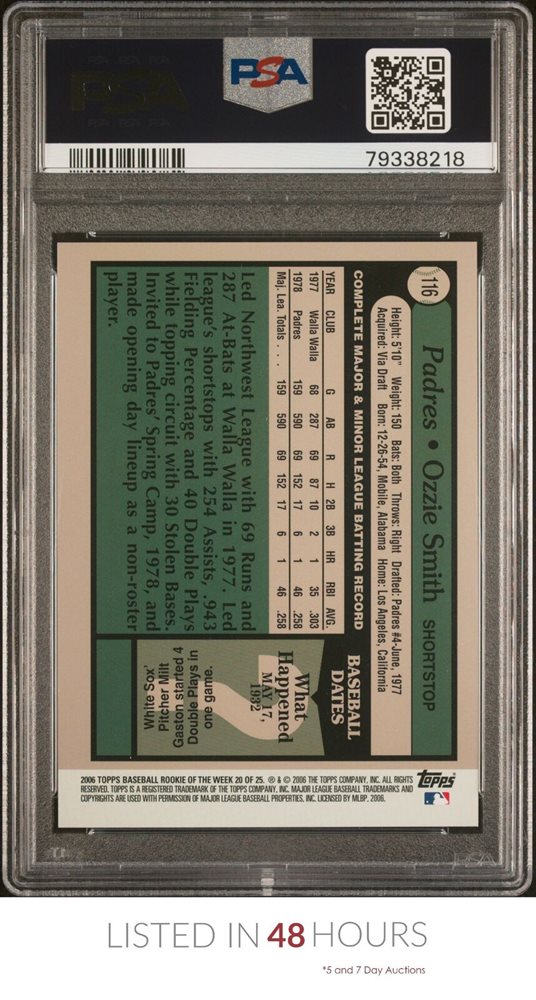 PSA
PSA
79338218
116
Padres • Ozzie Smith SHORTSTOP
Height: 5'10" Weight: 150 Bats: Both Throws: Right Drafted: Padres #4-June, 1977
Acquired: Via Draft Born: 12-26-54, Mobile, Alabama Home: Los Angeles, California
COMPLETE MAJOR & MINOR LEAGUE BATTING RECORD
YEAR CLUB G AB R H 2B 3B HR RBI AVG.
1977 Walla Walla 68 287 69 87 10 2 1 35 .303
1978 Padres 159 590 69 152 17 6 1 46 .258
Maj. Lea. Totals . . . 159 590 69 152 17 6 1 46 .258
Led Northwest League with 69 Runs and
287 At-Bats at Walla Walla in 1977. Led
league's shortstops with 254 Assists, .943
Fielding Percentage and 40 Double Plays
while topping circuit with 30 Stolen Bases.
Invited to Padres' Spring Camp, 1978, and
made opening day lineup as a non-roster
player.
BASEBALL
DATES
What
Happened
MAY 17,
1932
?
White Sox'
Pitcher Milt
Gaston started 4
Double Plays in
one game.
2006 TOPPS BASEBALL ROOKIE OF THE WEEK 20 OF 25. ® & © 2006 THE TOPPS COMPANY, INC. ALL RIGHTS
RESERVED. TOPPS IS A REGISTERED TRADEMARK OF THE TOPPS COMPANY, INC. MAJOR LEAGUE BASEBALL TRADEMARKS AND
COPYRIGHTS ARE USED WITH PERMISSION OF MAJOR LEAGUE BASEBALL PROPERTIES, INC. LICENSED BY MLBP, 2006.
topps
PSA
LISTED IN 48 HOURS
*5 and 7 Day Auctions